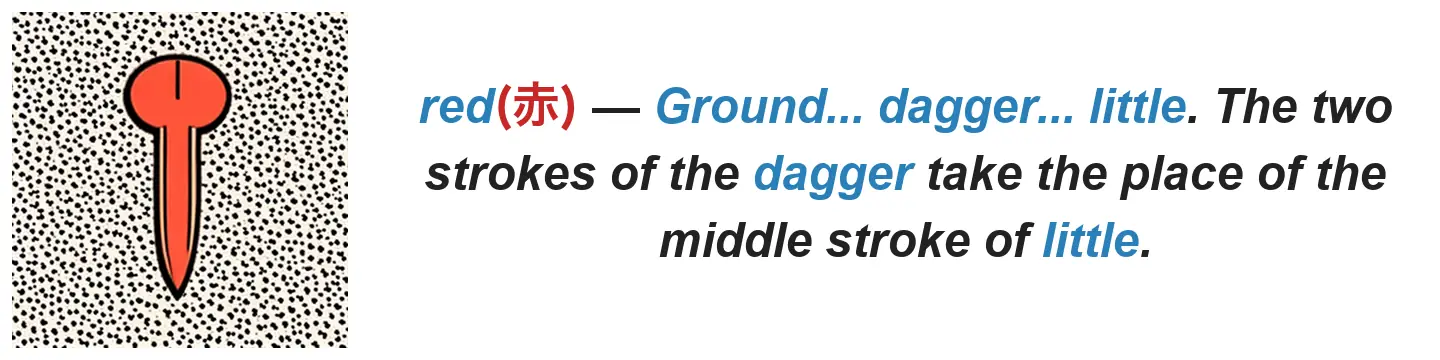 red(赤) — Ground... dagger... little. The two
strokes of the dagger take the place of the
middle stroke of little.